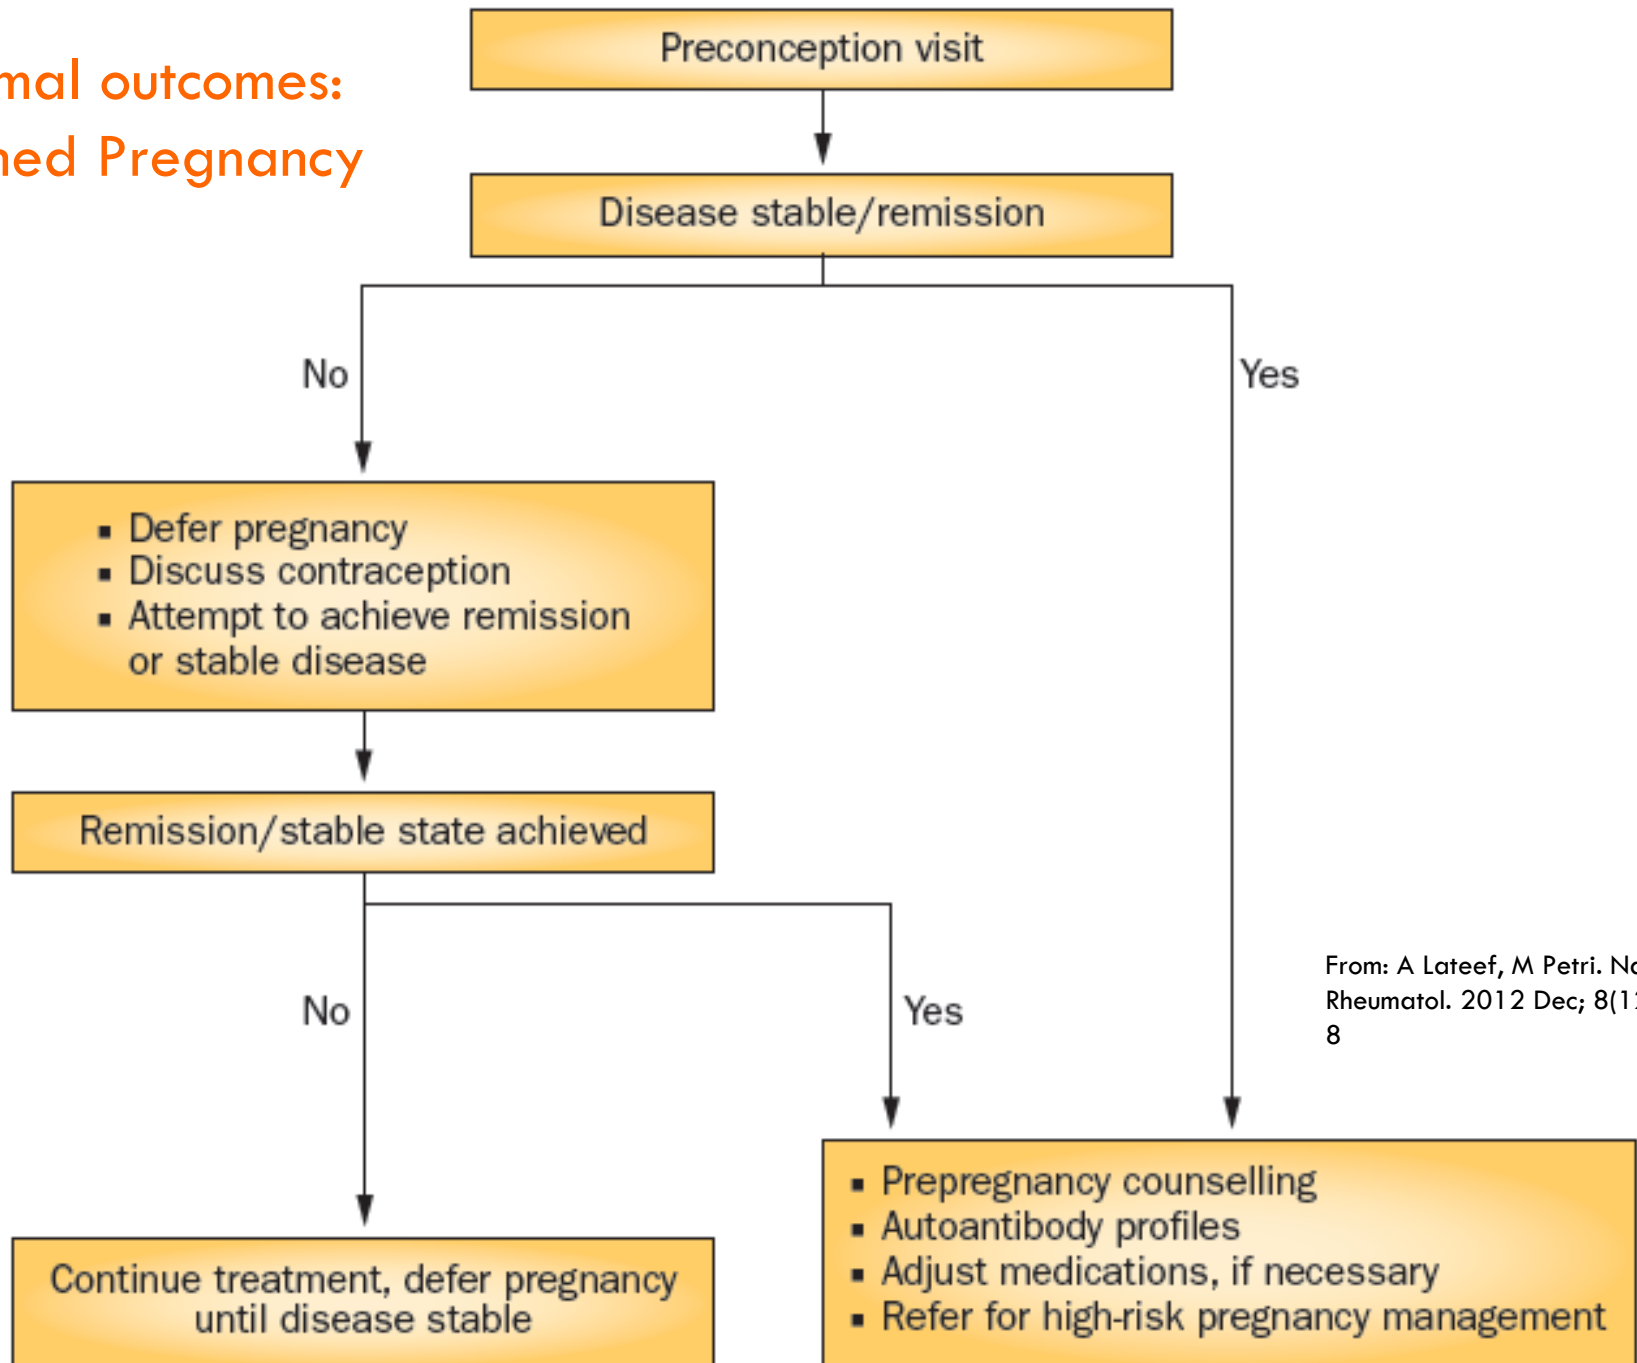 mal outcomes:
ned Pregnancy
Preconception visit
Disease stable/remission
No
Yes
▪ Defer pregnancy
▪ Discuss contraception
▪ Attempt to achieve remission
or stable disease
Remission/stable state achieved
No
Yes
From: A Lateef, M Petri.
Rheumatol. 2012 Dec;
8
Continue treatment, defer pregnancy
until disease stable
▪ Prepregnancy counselling
▪ Autoantibody profiles
▪ Adjust medications, if necessary
▪ Refer for high-risk pregnancy management